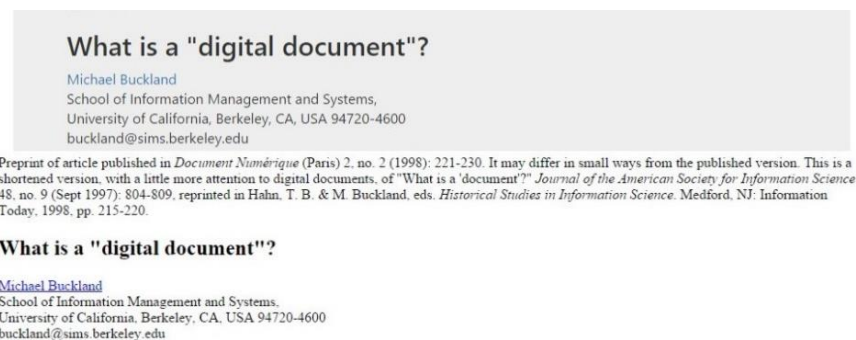 What is a "digital document"?
Michael Buckland
School of Information Management and Systems,
University of California, Berkeley, CA, USA 94720-4600
buckland@sims.berkeley.edu
Preprint of article published in Document Numérique (Paris) 2, no. 2 (1998): 221-230. It may differ in small ways from the published version. This is a
shortened version, with a little more attention to digital documents, of "What is a 'document'?" Journal of the American Society for Information Science
48, no. 9 (Sept 1997): 804-809, reprinted in Hahn, T. B. & M. Buckland, eds. Historical Studies in Information Science. Medford, NJ: Information
Today, 1998, pp. 215-220.
What is a "digital document"?
Michael Buckland
School of Information Management and Systems,
University of California, Berkeley, CA, USA 94720-4600
buckland@sims.berkeley.edu